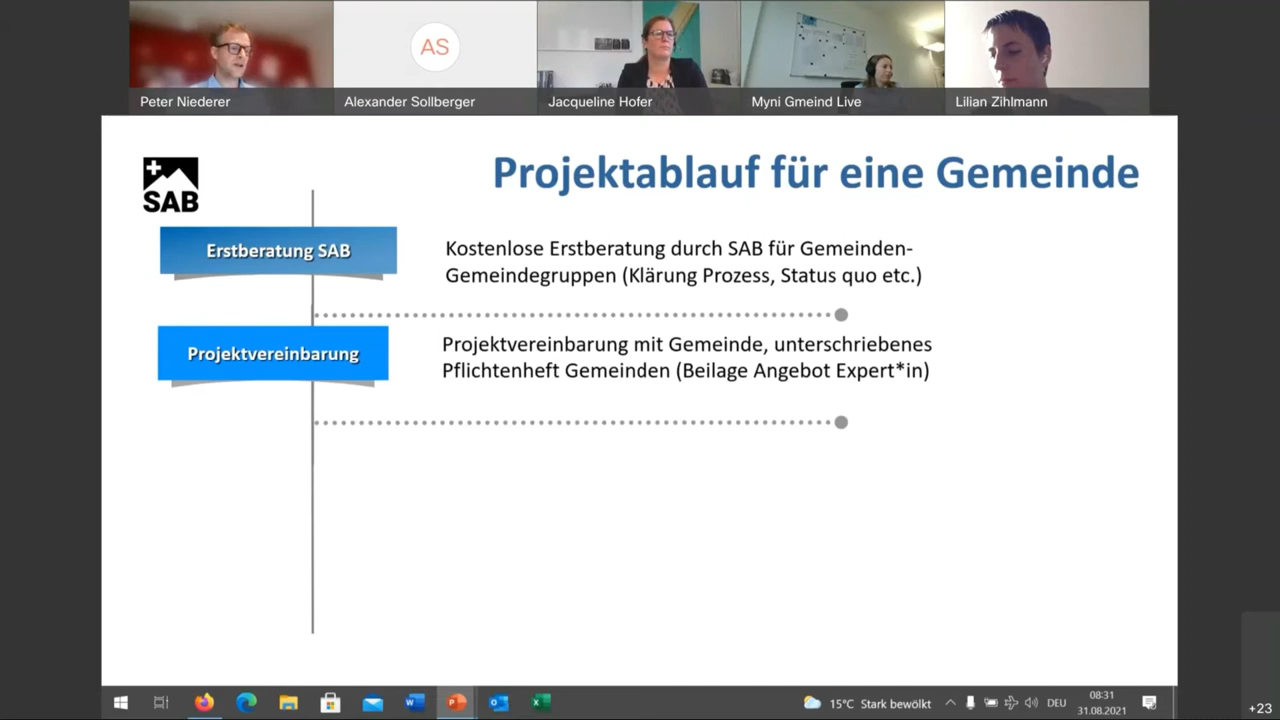 AS
Peter Niederer
Alexander Sollberger
Jacqueline Hofer
Myni Gmeind Live
Lilian Zihlmann
SAB
Projektablauf für eine Gemeinde
Erstberatung SAB
Kostenlose Erstberatung durch SAB für Gemeinden-
Gemeindegruppen (Klärung Prozess, Status quo etc.)
Projektvereinbarung
Projektvereinbarung mit Gemeinde, unterschriebenes
Pflichtenheft Gemeinden (Beilage Angebot Expert*in)
15°C Stark bewölkt
DEU
08:31
31.08.2021
+23